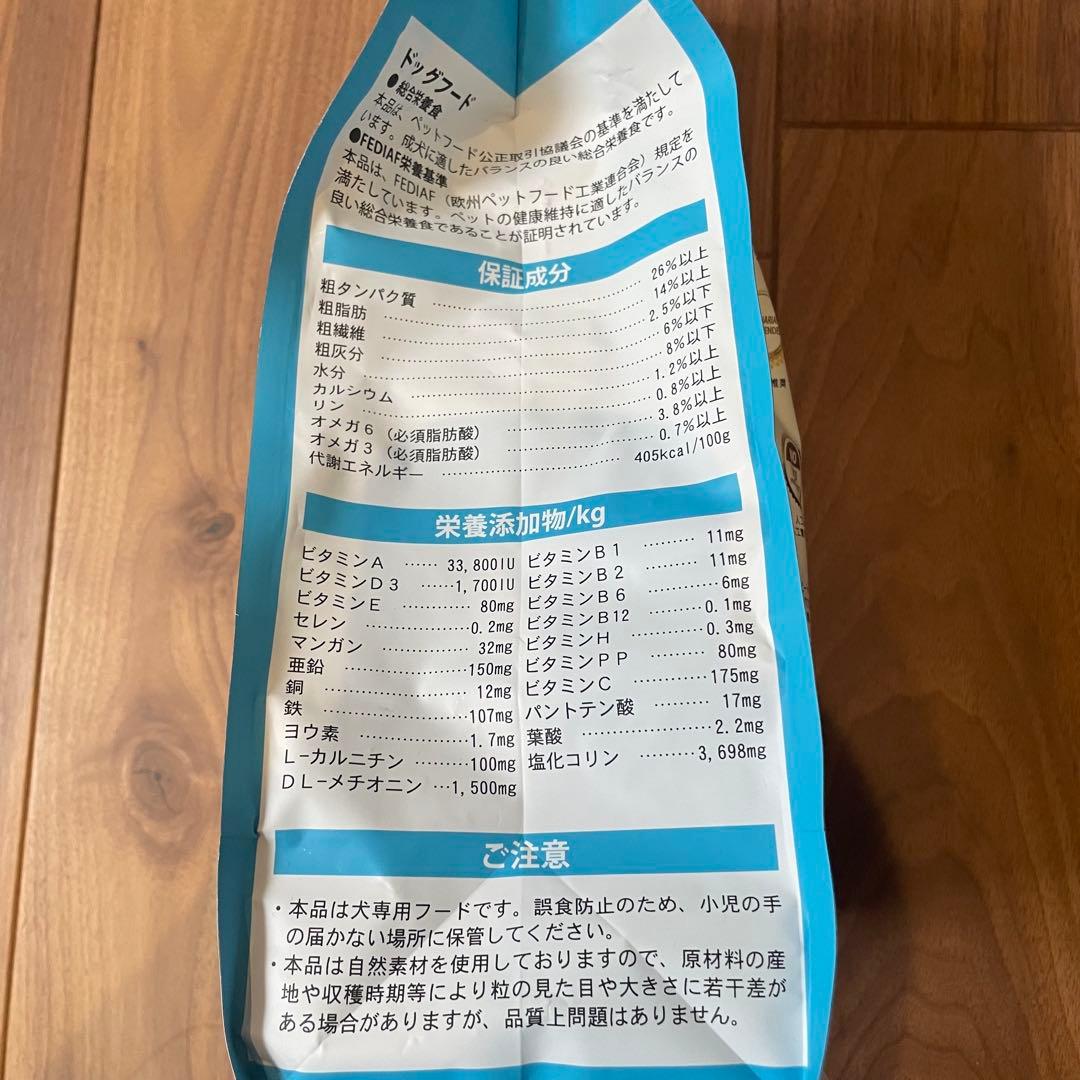 ドッグフード
●総合栄養食
本品は、ペットフード公正取引協議会の基準を満たして
います。成犬に適したバランスの良い総合栄養食です。
●FEDIAF栄養基準
本品は、FEDIAF（欧州ペットフード工業連合会）規定を
満たしています。ペットの健康維持に適したバランスの
良い総合栄養食であることが証明されています。
保証成分
粗タンパク質 ……… 26%以上
粗脂肪 ……… 14%以上
粗繊維 ……… 2.5%以下
粗灰分 ……… 6%以下
水分 ……… 8%以下
カルシウム ……… 1.2%以上
リン ……… 0.8%以上
オメガ6（必須脂肪酸） ……… 3.8%以上
オメガ3（必須脂肪酸） ……… 0.7%以上
代謝エネルギー ……… 405kcal/100g
栄養添加物/kg
ビタミンA …… 33,800IU
ビタミンD3 ……1,700IU
ビタミンE ……… 80mg
セレン ………0.2mg
マンガン ……… 32mg
亜鉛 ………150mg
銅 ……… 12mg
鉄 ………107mg
ヨウ素 ………1.7mg
L-カルニチン ………100mg
DL-メチオニン …1,500mg
ビタミンB1 ……… 11mg
ビタミンB2 ……… 11mg
ビタミンB6 ………6mg
ビタミンB12 ………0.1mg
ビタミンH ………0.3mg
ビタミンPP ……… 80mg
ビタミンC ………175mg
パントテン酸 ……… 17mg
葉酸 ………2.2mg
塩化コリン ………3,698mg
ご注意
・本品は犬専用フードです。誤食防止のため、小児の手
の届かない場所に保管してください。
・本品は自然素材を使用しておりますので、原材料の産
地や収穫時期等により粒の見た目や大きさに若干差が
ある場合がありますが、品質上問題はありません。